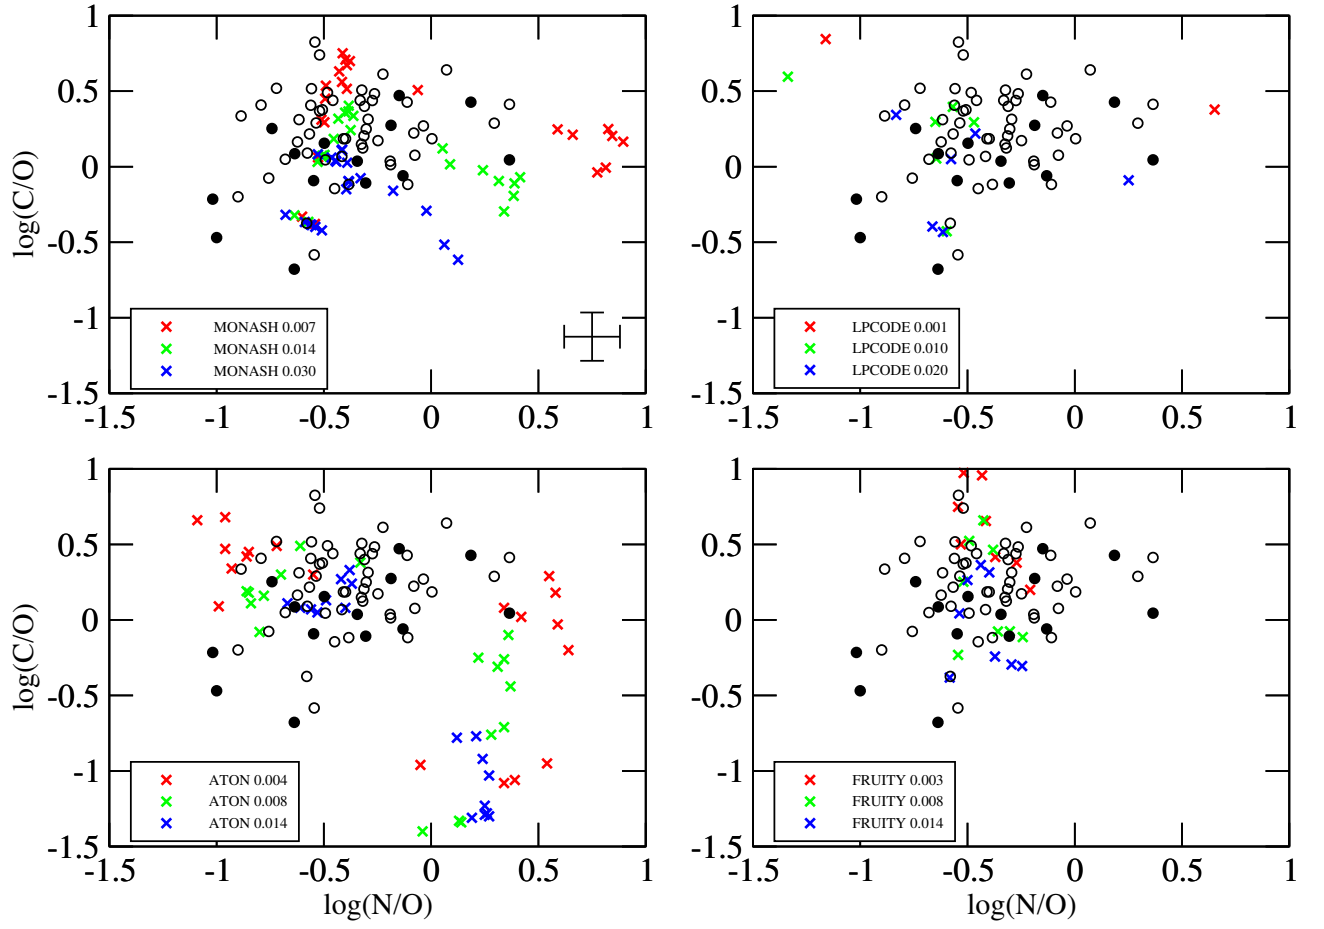 1
0.5
0
-0.5
-1
-1.5
log(C/O)
MONASH 0.007
MONASH 0.014
MONASH 0.030
-1.5 -1 -0.5 0 0.5 1
1
0.5
0
-0.5
-1
-1.5
LPCODE 0.001
LPCODE 0.010
LPCODE 0.020
-1.5 -1 -0.5 0 0.5 1
1
0.5
0
-0.5
-1
-1.5
log(C/O)
ATON 0.004
ATON 0.008
ATON 0.014
-1.5 -1 -0.5 0 0.5 1
log(N/O)
1
0.5
0
-0.5
-1
-1.5
FRUITY 0.003
FRUITY 0.008
FRUITY 0.014
-1.5 -1 -0.5 0 0.5 1
log(N/O)